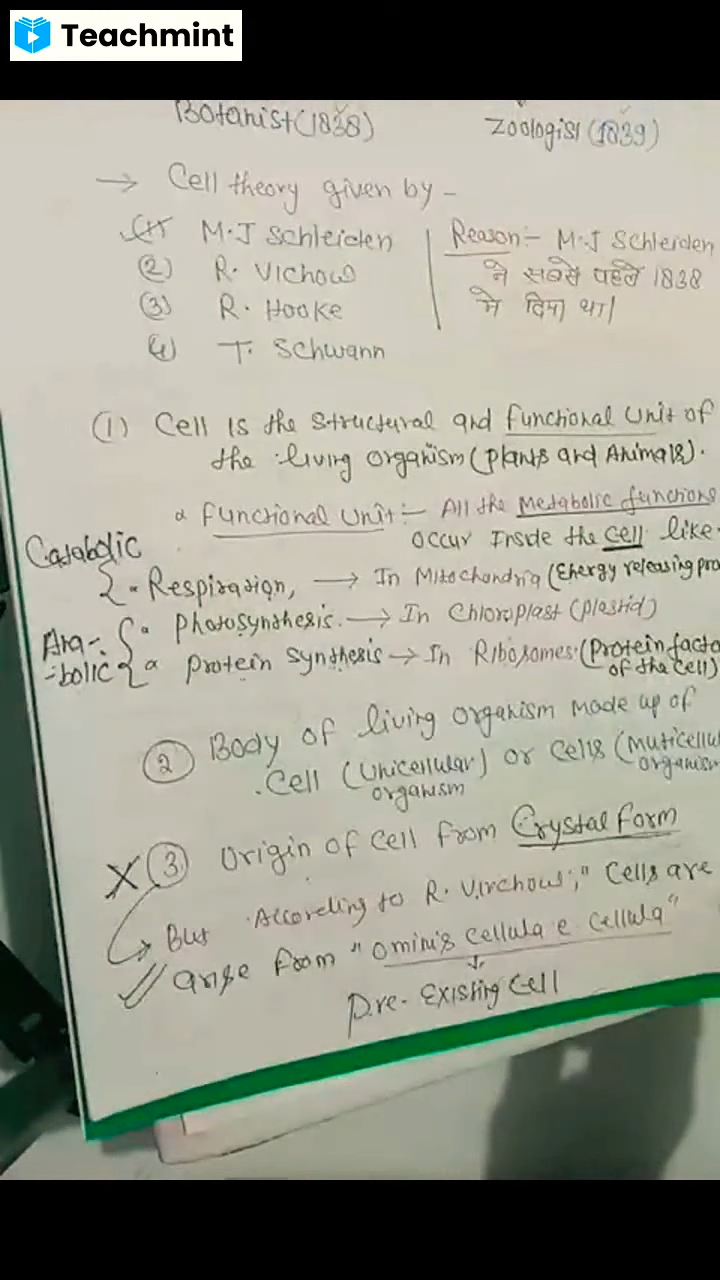 Teachmint
Botanist (1838) Zoologist (1839)
→ Cell theory given by -
(1) M.J Schleiden
(2) R. Vichow
(3) R. Hooke
(4) T. Schwann
Reason:- M.J Schleiden
ने सबसे पहले 1838
मे दिया था।
(1) Cell is the structural and functional unit of
the living organism (plants and Animals).
Functional Unit:- All the Metabolic functions
occur inside the cell like
Catabolic
Respiration, → In Mitochondria (Energy releasing pro
Ana-
-bolic
Photosynthesis. → In Chloroplast (plastid)
Protein synthesis → In Ribosomes (Protein facto
of the cell)
(2) Body of living organism made up of
Cell (Unicellular) or cells (Muticellu
organism organism
X (3) Origin of cell from Crystal form
But According to R. Virchow," Cells are
arise from "Ominis cellula e cellula"
↓
Pre-Existing Cell